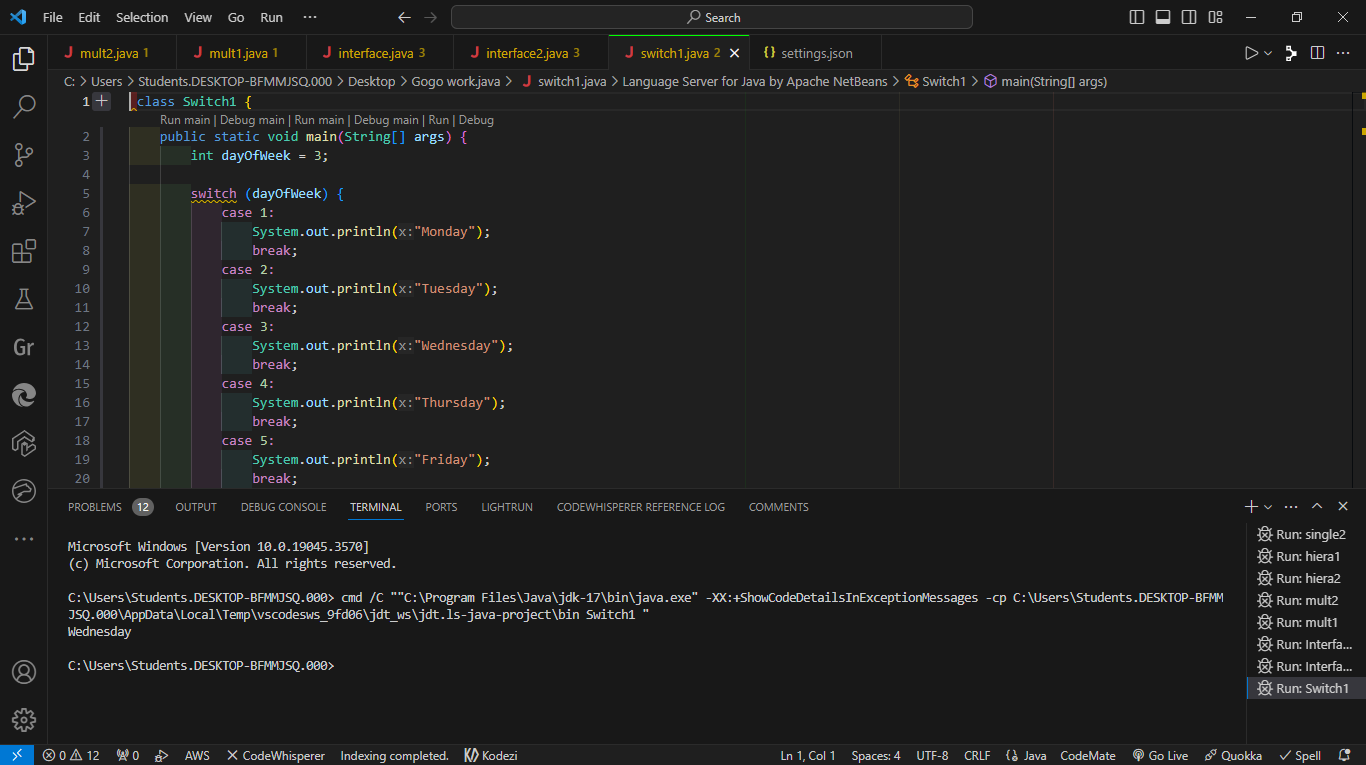 File Edit Selection View Go Run ··· Search
mult2.java 1 mult1.java 1 interface.java 3 interface2.java 3 switch1.java 2 settings.json
C: > Users > Students.DESKTOP-BFMMJSQ.000 > Desktop > Gogo work.java > switch1.java > Language Server for Java by Apache NetBeans > Switch1 > main(String[] args)
1 class Switch1 {
Run main | Debug main | Run main | Debug main | Run | Debug
2 public static void main(String[] args) {
3 int dayOfWeek = 3;
4
5 switch (dayOfWeek) {
6 case 1:
7 System.out.println(x:"Monday");
8 break;
9 case 2:
10 System.out.println(x:"Tuesday");
11 break;
12 case 3:
13 System.out.println(x:"Wednesday");
14 break;
15 case 4:
16 System.out.println(x:"Thursday");
17 break;
18 case 5:
19 System.out.println(x:"Friday");
20 break;
Gr
PROBLEMS 12 OUTPUT DEBUG CONSOLE TERMINAL PORTS LIGHTRUN CODEWHISPERER REFERENCE LOG COMMENTS
Microsoft Windows [Version 10.0.19045.3570]
(c) Microsoft Corporation. All rights reserved.
C:\Users\Students.DESKTOP-BFMMJSQ.000> cmd /C ""C:\Program Files\Java\jdk-17\bin\java.exe" -XX:+ShowCodeDetailsInExceptionMessages -cp C:\Users\Students.DESKTOP-BFMM
JSQ.000\AppData\Local\Temp\vscodesws_9fd06\jdt_ws\jdt.ls-java-project\bin Switch1 "
Wednesday
C:\Users\Students.DESKTOP-BFMMJSQ.000>
Run: single2
Run: hiera1
Run: hiera2
Run: mult2
Run: mult1
Run: Interfa...
Run: Interfa...
Run: Switch1
0 12 0 AWS CodeWhisperer Indexing completed. Kodezi Ln 1, Col 1 Spaces: 4 UTF-8 CRLF Java CodeMate Go Live Quokka Spell